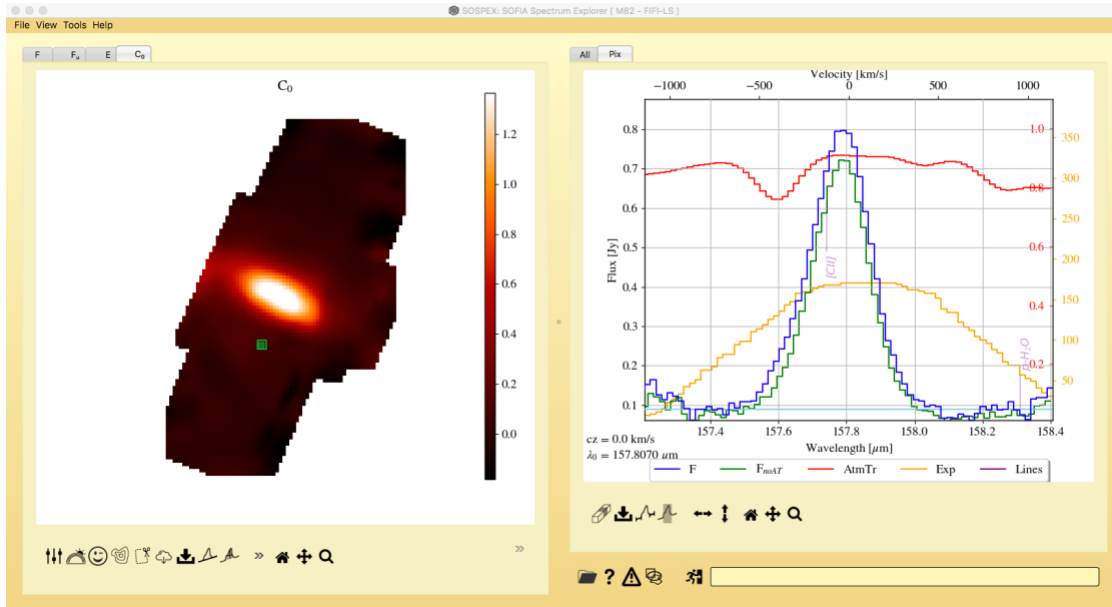 SOSPEX: SOFIA Spectrum Explorer [ M82 - FIFI-LS ]
File View Tools Help
F Fu E C₀
C₀
1.2
1.0
0.8
0.6
0.4
0.2
0.0
All Pix
Velocity [km/s]
−1000 −500 0 500 1000
Flux [Jy]
0.8
0.7
0.6
0.5
0.4
0.3
0.2
0.1
1.0
0.8
0.6
0.4
0.2
350
300
250
200
150
100
50
[CII]
p-H₂O
157.4 157.6 157.8 158.0 158.2 158.4
Wavelength [μm]
cz = 0.0 km/s
λ₀ = 157.8070 μm
F FnoAT AtmTr Exp Lines